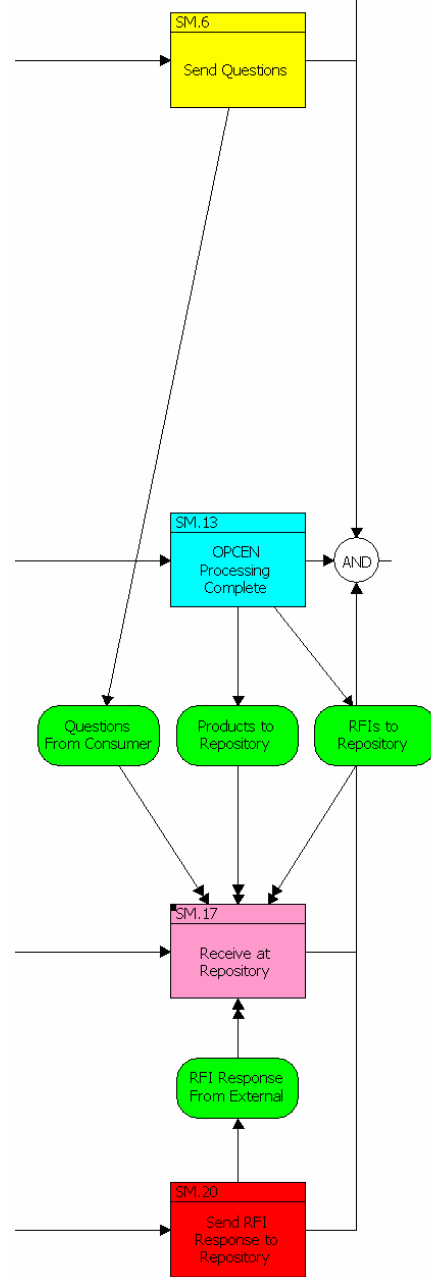 SM.6
Send Questions
SM.13
OPCEN
Processing
Complete
AND
Questions
From Consumer
Products to
Repository
RFIs to
Repository
SM.17
Receive at
Repository
RFI Response
From External
SM.20
Send RFI
Response to
Repository